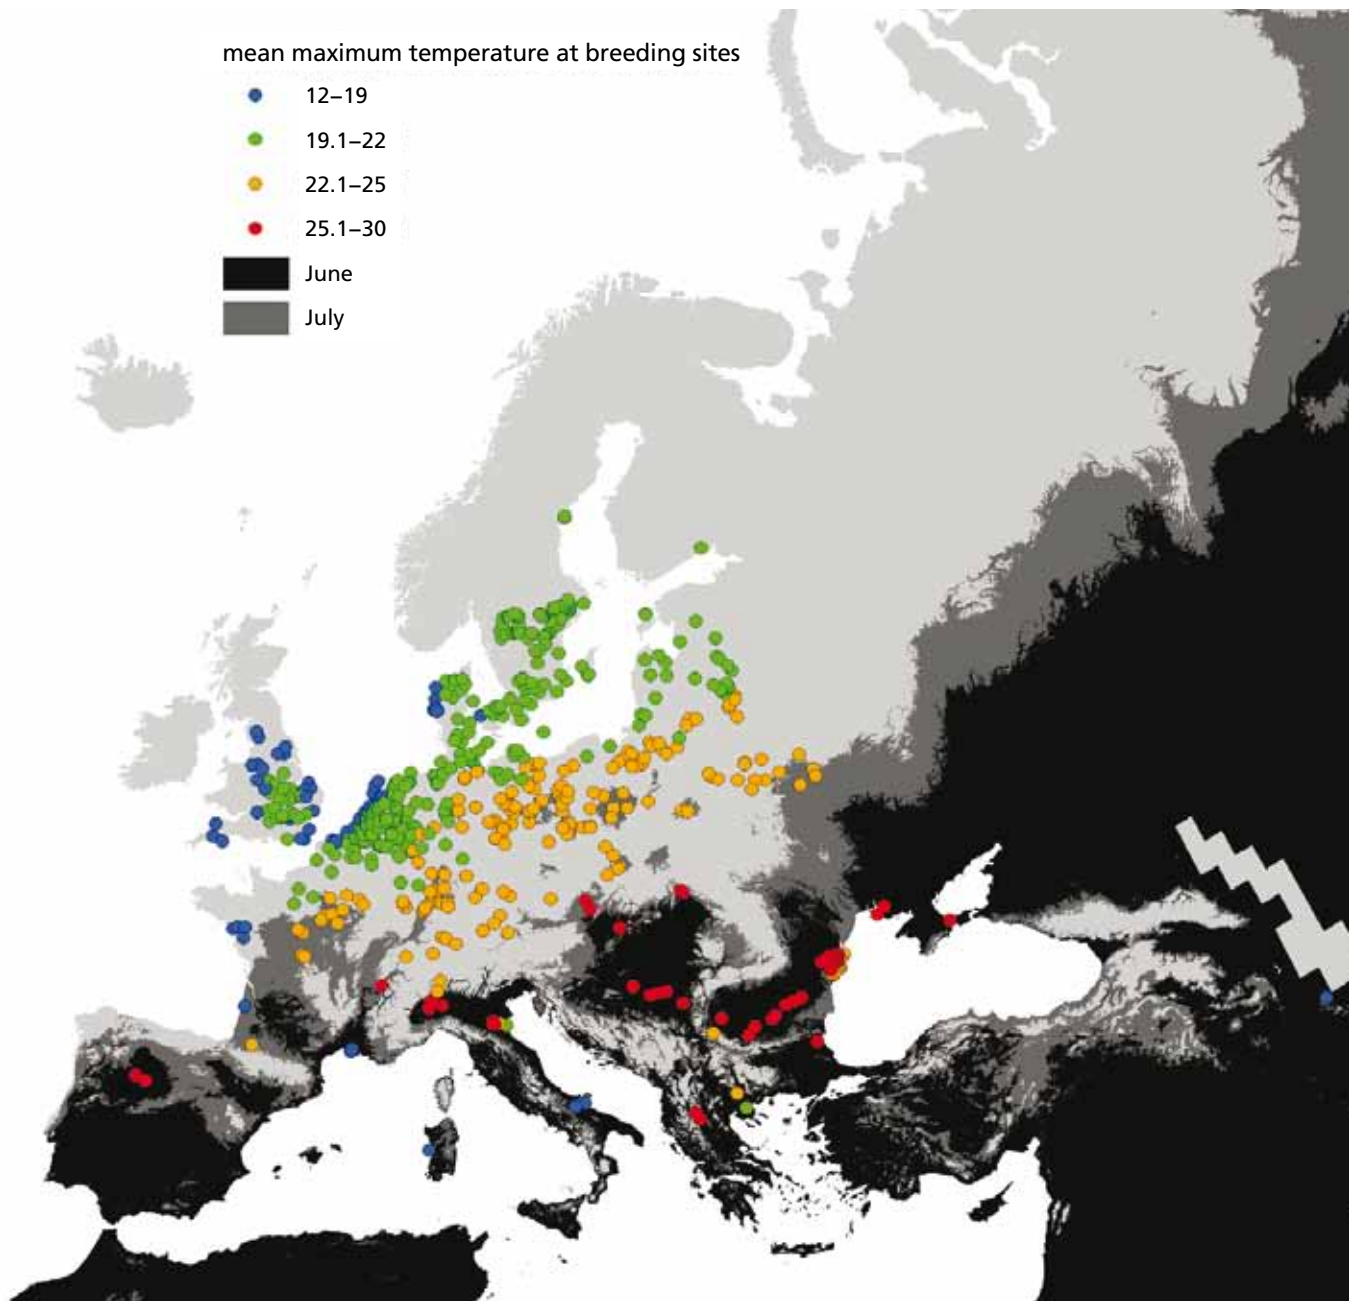 mean maximum temperature at breeding sites
12–19
19.1–22
22.1–25
25.1–30
June
July